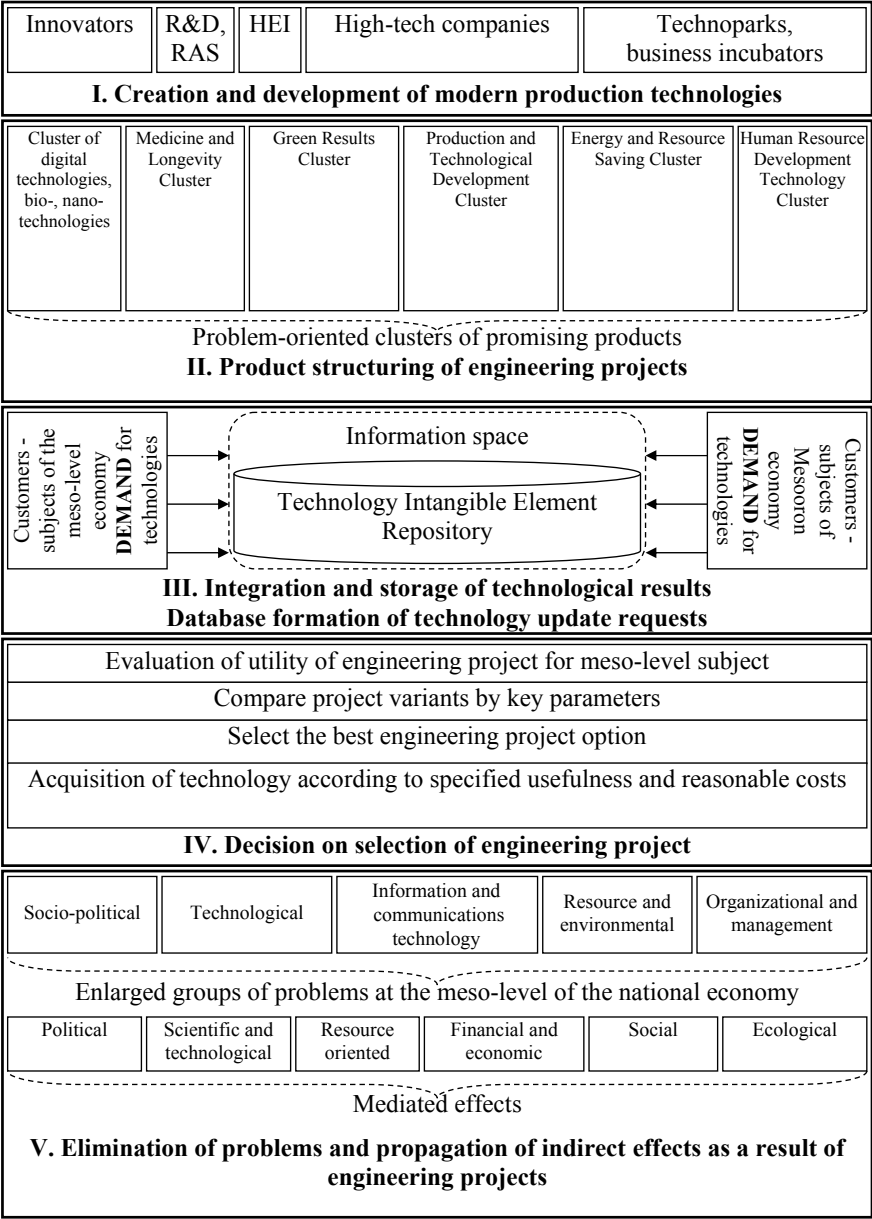 Innovators
R&D,
RAS
HEI
High-tech companies
Technoparks,
business incubators
I. Creation and development of modern production technologies
Cluster of
digital
technologies,
bio-, nano-
technologies
Medicine and
Longevity
Cluster
Green Results
Cluster
Production and
Technological
Development
Cluster
Energy and Resource
Saving Cluster
Human Resource
Development
Technology
Cluster
Problem-oriented clusters of promising products
II. Product structuring of engineering projects
Customers -
subjects of the
meso-level
economy
DEMAND for
technologies
Information space
Technology Intangible Element
Repository
Customers -
subjects of
Mesooron
economy
DEMAND for
technologies
III. Integration and storage of technological results
Database formation of technology update requests
Evaluation of utility of engineering project for meso-level subject
Compare project variants by key parameters
Select the best engineering project option
Acquisition of technology according to specified usefulness and reasonable costs
IV. Decision on selection of engineering project
Socio-political
Technological
Information and
communications
technology
Resource and
environmental
Organizational and
management
Enlarged groups of problems at the meso-level of the national economy
Political
Scientific and
technological
Resource
oriented
Financial and
economic
Social
Ecological
Mediated effects
V. Elimination of problems and propagation of indirect effects as a result of
engineering projects